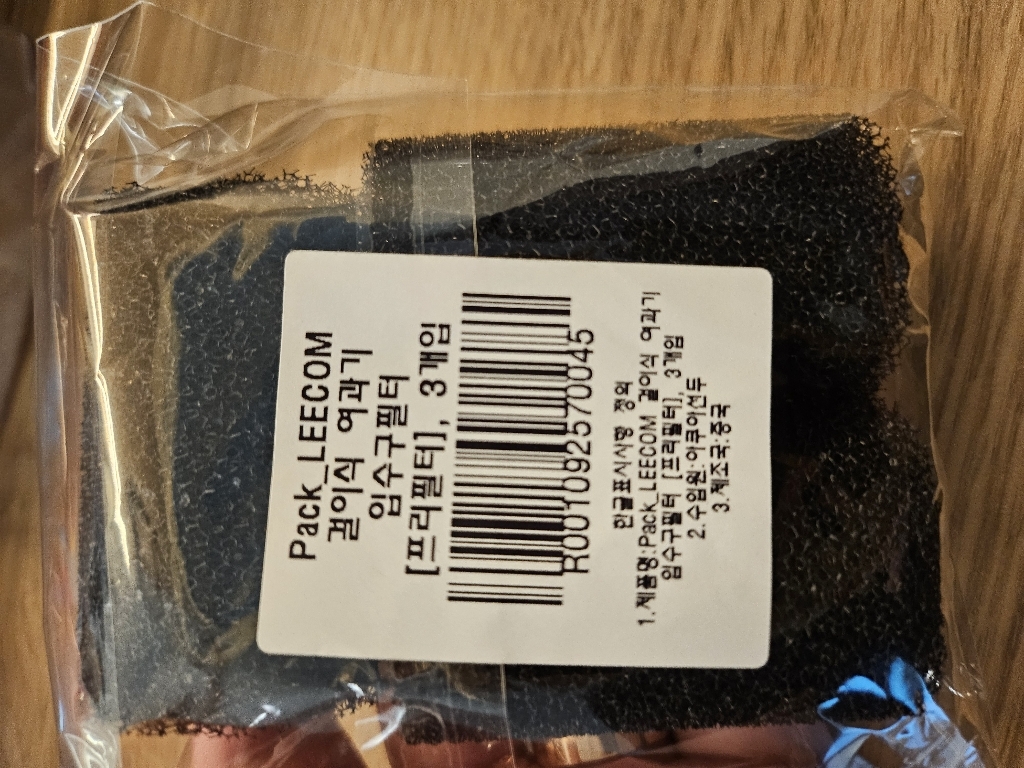 Pack_LEECOM
걸이식 여과기
입수구필터
[프리필터], 3개입
R001092570045
한글표시사항 정의
1.제품명:Pack_LEECOM 걸이식 여과기
입수구필터 [프리필터], 3개입
2.수입원:아쿠아선두
3.제조국:중국